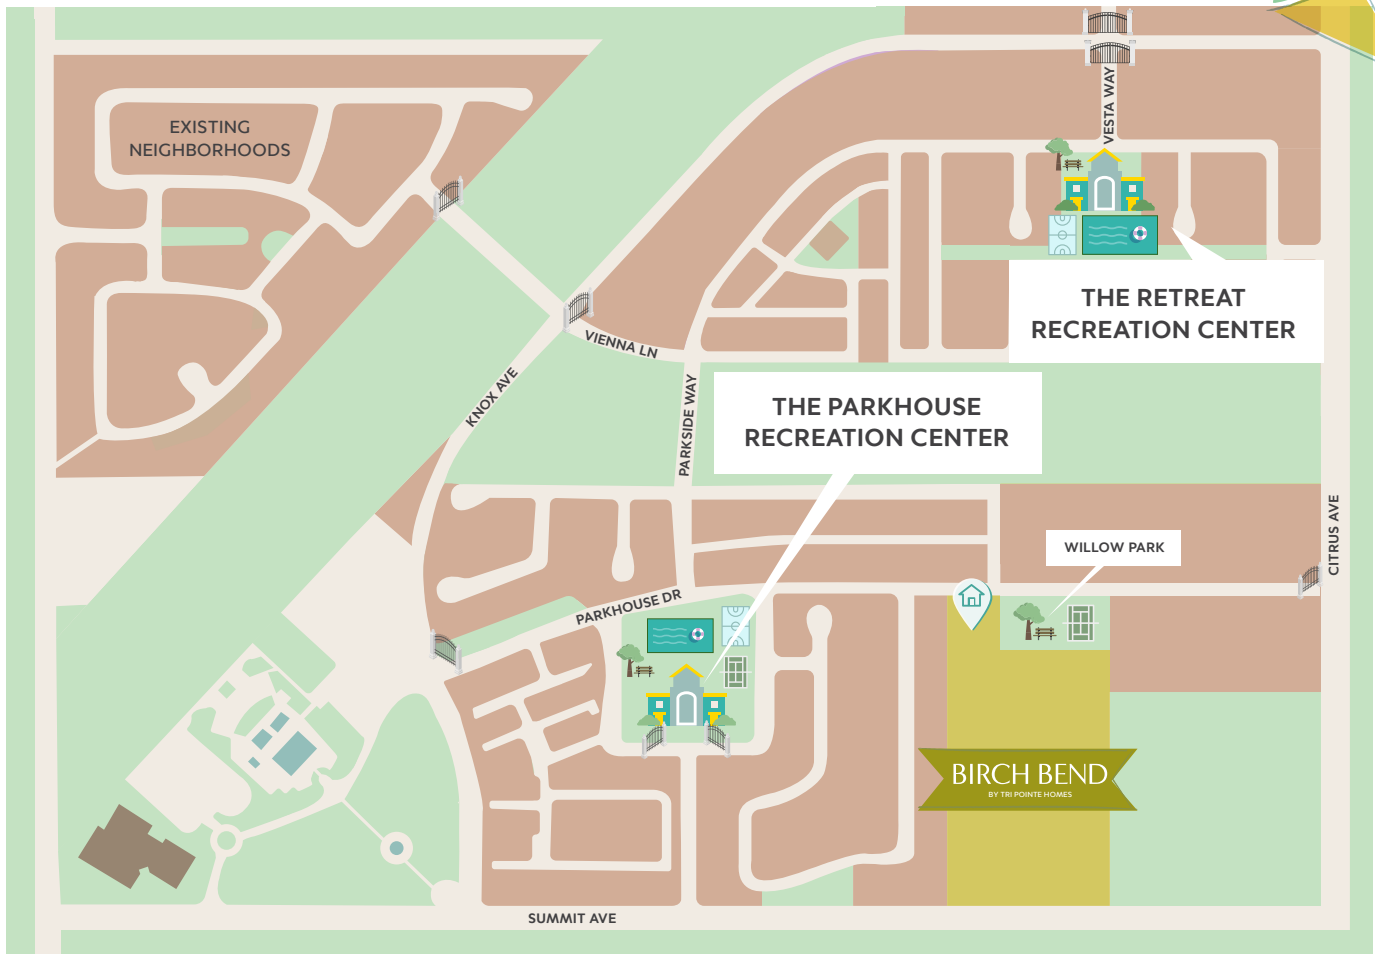 VESTA WAY
EXISTING
NEIGHBORHOODS
THE RETREAT
RECREATION CENTER
VIENNA LN
KNOX AVE
PARKSIDE WAY
THE PARKHOUSE
RECREATION CENTER
CITRUS AVE
WILLOW PARK
PARKHOUSE DR
BIRCH BEND
BY TRI POINTE HOMES
SUMMIT AVE